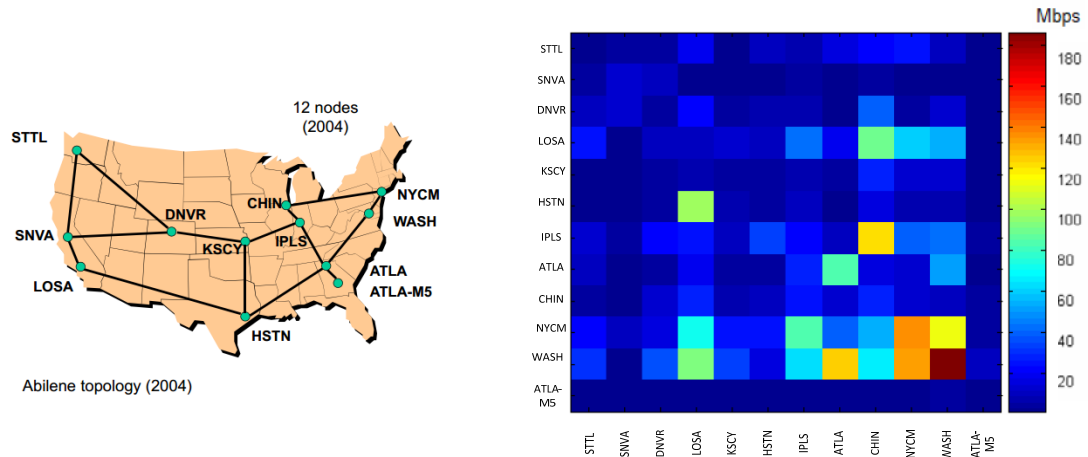 12 nodes
(2004)
STTL
NYCM
CHIN
WASH
DNVR
SNVA
KSCY
IPLS
LOSA
ATLA
ATLA-M5
HSTN
Abilene topology (2004)
Mbps
STTL
SNVA
DNVR
LOSA
KSCY
HSTN
IPLS
ATLA
CHIN
NYCM
WASH
ATLA-
M5
180
160
140
120
100
80
60
40
20
STTL
SNVA
DNVR
LOSA
KSCY
HSTN
IPLS
ATLA
CHIN
NYCM
WASH
ATLA-
M5